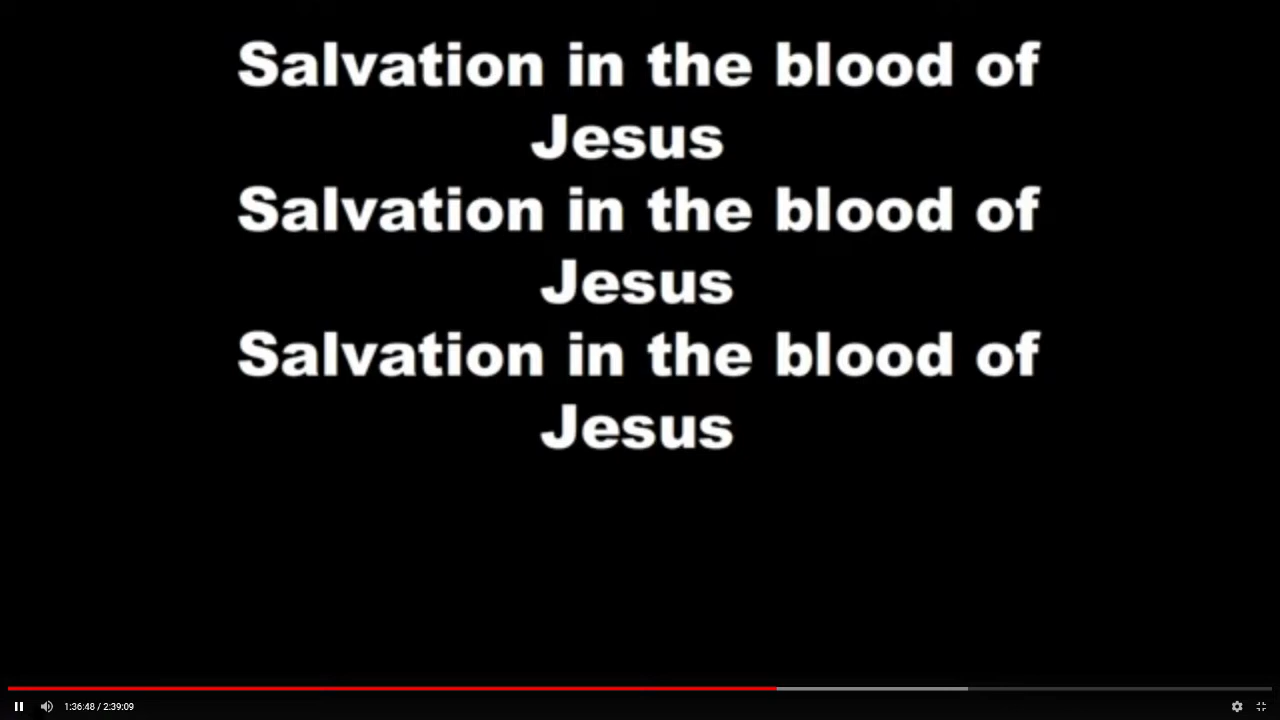 Salvation in the blood of
Jesus
Salvation in the blood of
Jesus
Salvation in the blood of
Jesus
1:36:48 / 2:39:09